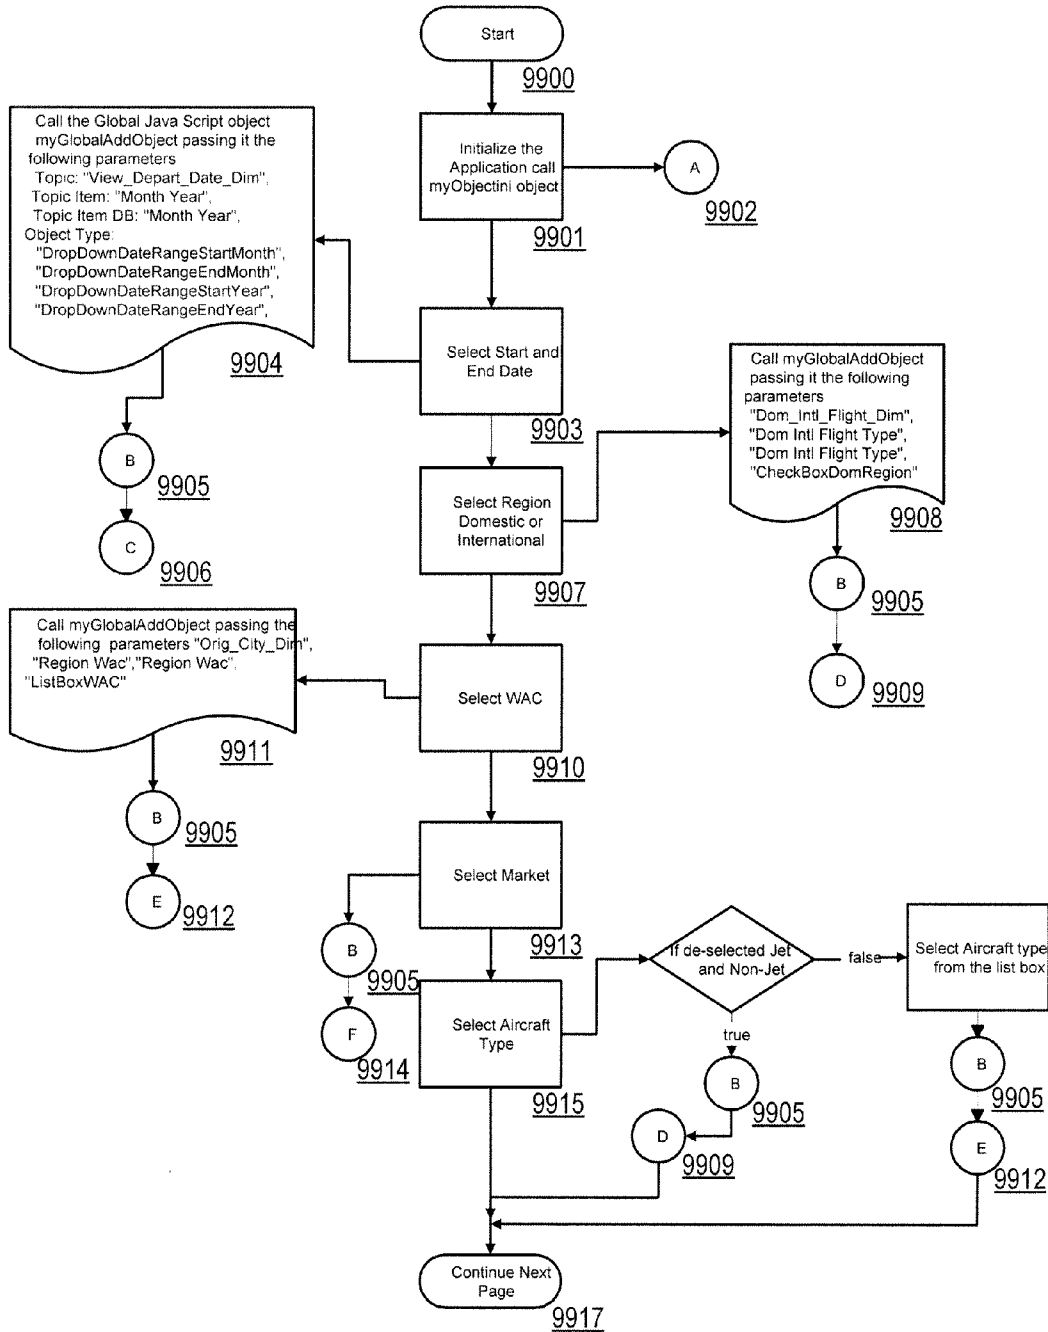 Start
9900
Initialize the
Application call
myObjectini object
9901
A
9902
Call the Global Java Script object
myGlobalAddObject passing it the
following parameters
Topic: "View_Depart_Date_Dim",
Topic Item: "Month Year",
Topic Item DB: "Month Year",
Object Type:
"DropDownDateRangeStartMonth",
"DropDownDateRangeEndMonth",
"DropDownDateRangeStartYear",
"DropDownDateRangeEndYear",
9904
B
9905
C
9906
Select Start and
End Date
9903
Call myGlobalAddObject
passing it the following
parameters
"Dom_Intl_Flight_Dim",
"Dom Intl Flight Type",
"Dom Intl Flight Type",
"CheckBoxDomRegion"
9908
B
9905
D
9909
Select Region
Domestic or
International
9907
Call myGlobalAddObject passing the
following parameters "Orig_City_Dim",
"Region Wac","Region Wac",
"ListBoxWAC"
9911
B
9905
E
9912
Select WAC
9910
Select Market
9913
B
9905
F
9914
Select Aircraft
Type
9915
If de-selected Jet
and Non-Jet
false
true
B
9905
D
9909
Select Aircraft type
from the list box
B
9905
E
9912
Continue Next
Page
9917